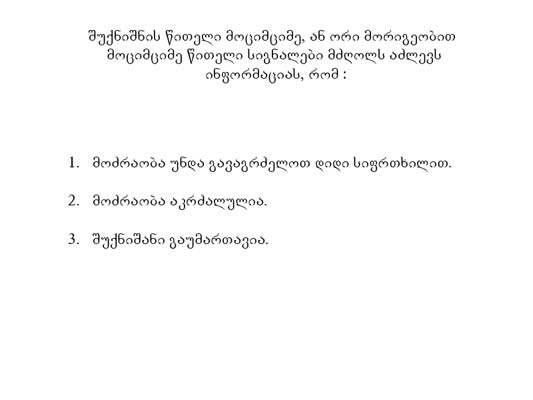 შუქნიშნის წითელი მოციმციმე, ან ორი მორიგეობით
მოციმციმე წითელი სიგნალები მძღოლს აძლევს
ინფორმაციას, რომ :
1. მოძრაობა უნდა გავაგრძელოთ დიდი სიფრთხილით.
2. მოძრაობა აკრძალულია.
3. შუქნიშანი გაუმართავია.